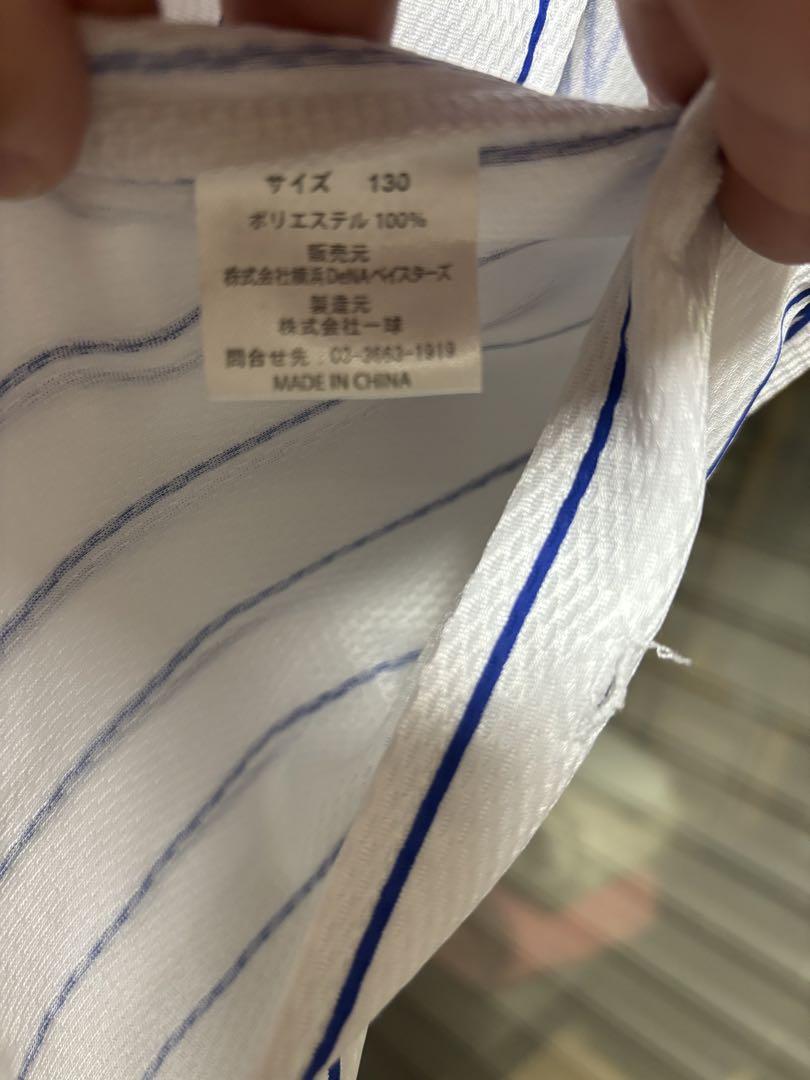 サイズ 130
ポリエステル 100%
販売元
株式会社横浜DeNAベイスターズ
製造元
株式会社一球
問合せ先:03-3663-1919
MADE IN CHINA